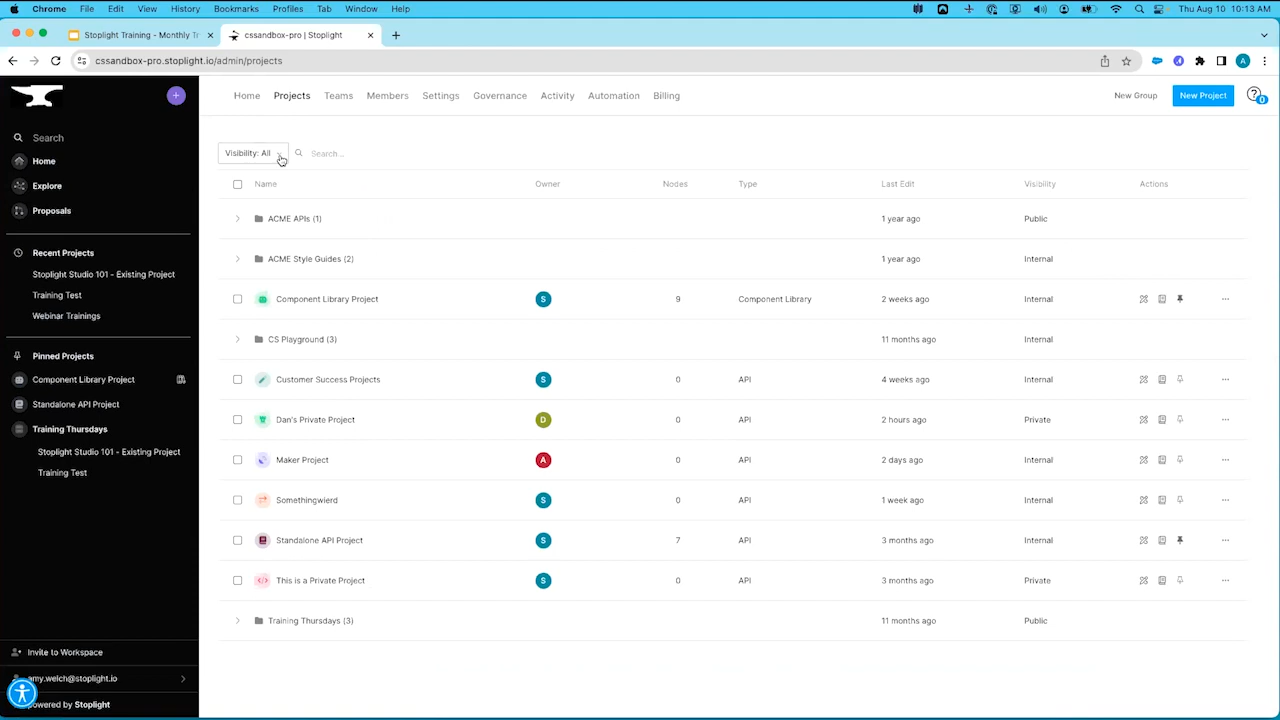 Chrome File Edit View History Bookmarks Profiles Tab Window Help Thu Aug 10 10:13 AM
Stoplight Training - Monthly Tr cssandbox-pro | Stoplight
cssandbox-pro.stoplight.io/admin/projects A
Home Projects Teams Members Settings Governance Activity Automation Billing New Group New Project ? 0
Search
Home
Explore
Proposals
Recent Projects
Stoplight Studio 101 - Existing Project
Training Test
Webinar Trainings
Pinned Projects
Component Library Project
Standalone API Project
Training Thursdays
Stoplight Studio 101 - Existing Project
Training Test
Invite to Workspace
amy.welch@stoplight.io
powered by Stoplight
Visibility: All Search...
Name Owner Nodes Type Last Edit Visibility Actions
ACME APIs (1) 1 year ago Public
ACME Style Guides (2) 1 year ago Internal
Component Library Project S 9 Component Library 2 weeks ago Internal
CS Playground (3) 11 months ago Internal
Customer Success Projects S 0 API 4 weeks ago Internal
Dan's Private Project D 0 API 2 hours ago Private
Maker Project A 0 API 2 days ago Internal
Somethingwierd S 0 API 1 week ago Internal
Standalone API Project S 7 API 3 months ago Internal
This is a Private Project S 0 API 3 months ago Private
Training Thursdays (3) 11 months ago Public